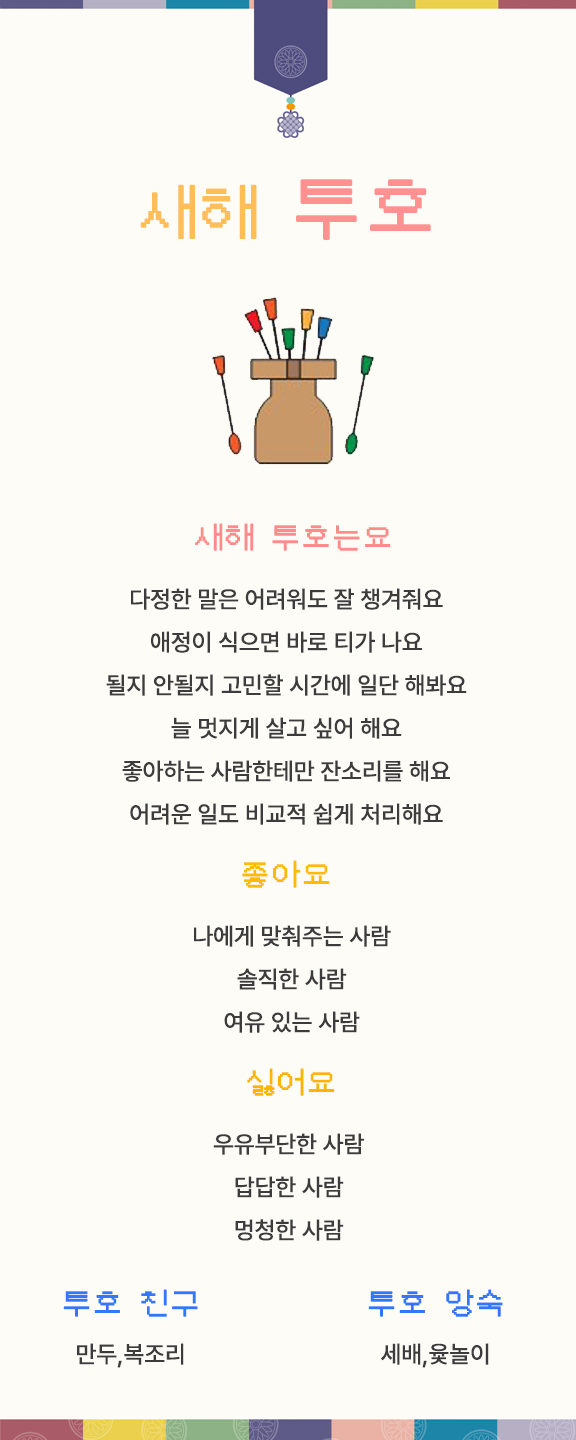 새해 투호
새해 투호는요
다정한 말은 어려워도 잘 챙겨줘요
애정이 식으면 바로 티가 나요
될지 안될지 고민할 시간에 일단 해봐요
늘 멋지게 살고 싶어 해요
좋아하는 사람한테만 잔소리를 해요
어려운 일도 비교적 쉽게 처리해요
좋아요
나에게 맞춰주는 사람
솔직한 사람
여유 있는 사람
싫어요
우유부단한 사람
답답한 사람
멍청한 사람
투호 친구
만두,복조리
투호 앙숙
세배,윷놀이